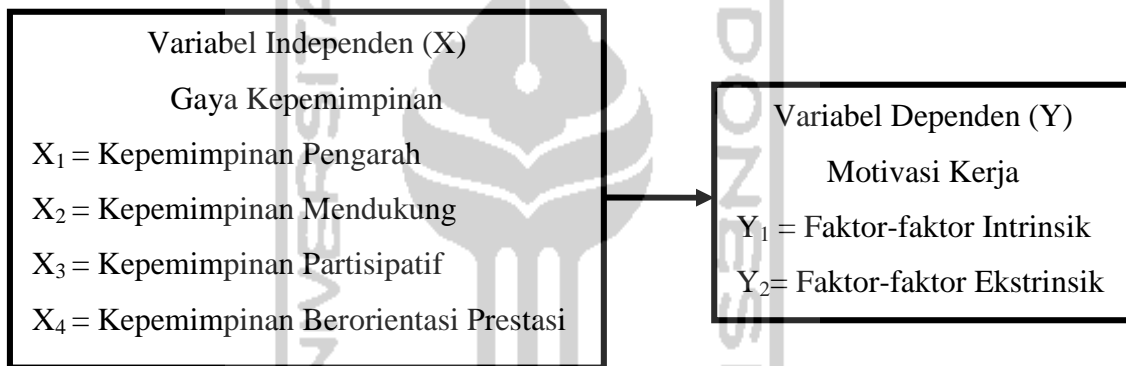 Variabel Independen (X)
Gaya Kepemimpinan
X₁ = Kepemimpinan Pengarah
X₂ = Kepemimpinan Mendukung
X₃ = Kepemimpinan Partisipatif
X₄ = Kepemimpinan Berorientasi Prestasi
Variabel Dependen (Y)
Motivasi Kerja
Y₁ = Faktor-faktor Intrinsik
Y₂= Faktor-faktor Ekstrinsik